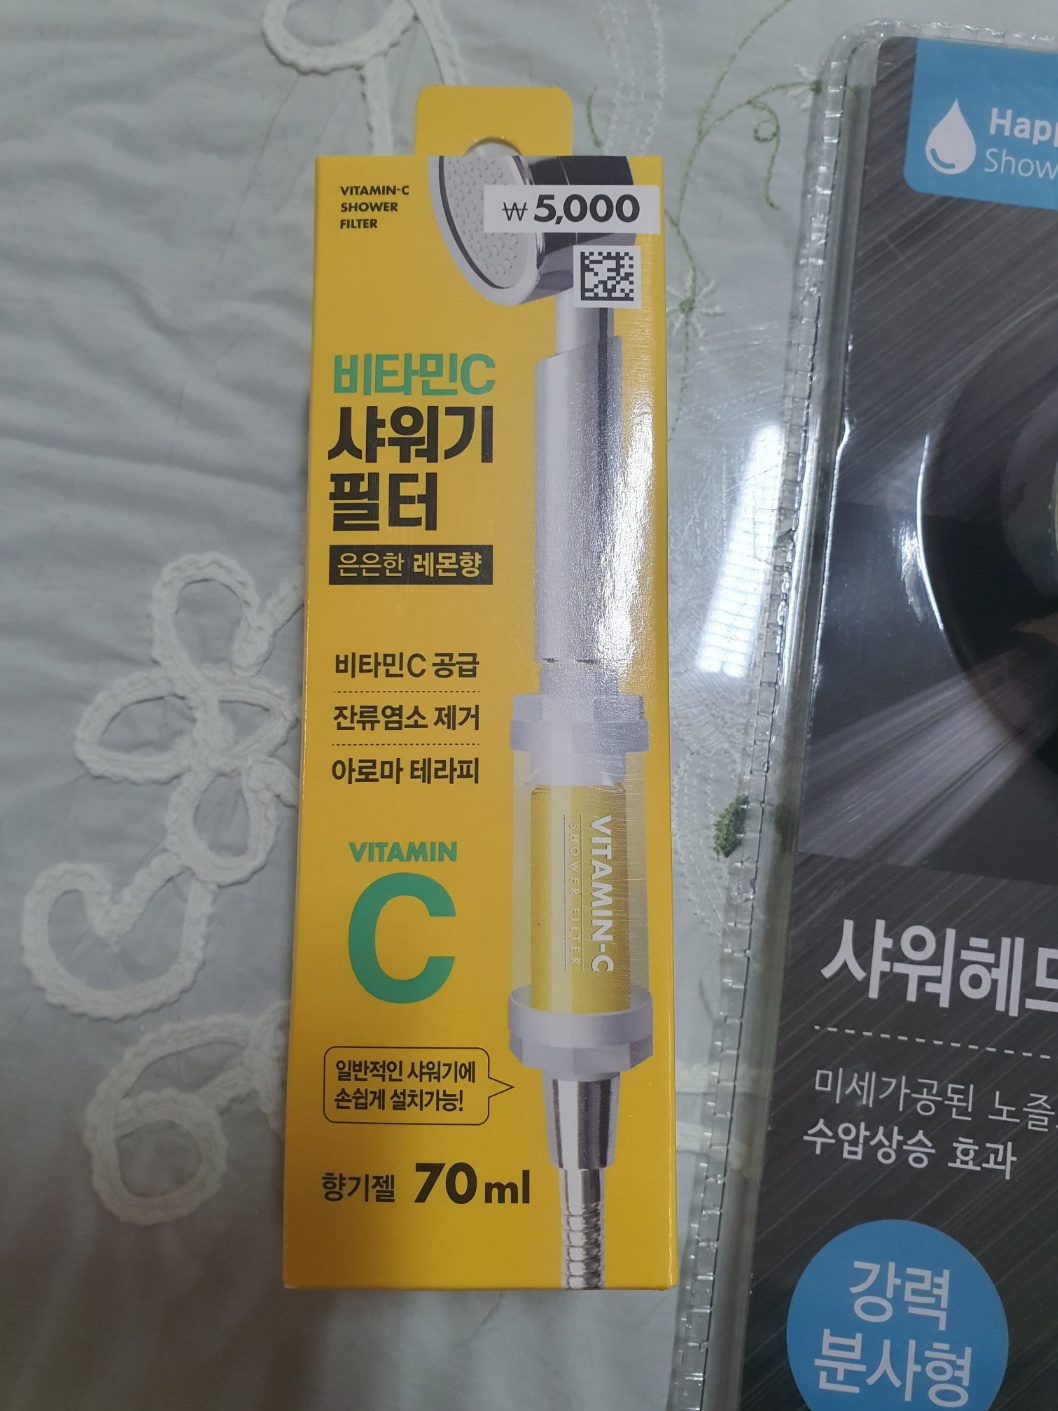 VITAMIN-C
SHOWER
FILTER
₩5,000
비타민C
샤워기
필터
은은한 레몬향
비타민C 공급
잔류염소 제거
아로마 테라피
VITAMIN
C
VITAMIN-C
SHOWER FILTER
일반적인 샤워기에
손쉽게 설치가능!
향기젤 70ml
샤워헤드
미세가공된 노즐
수압상승 효과
강력
분사형